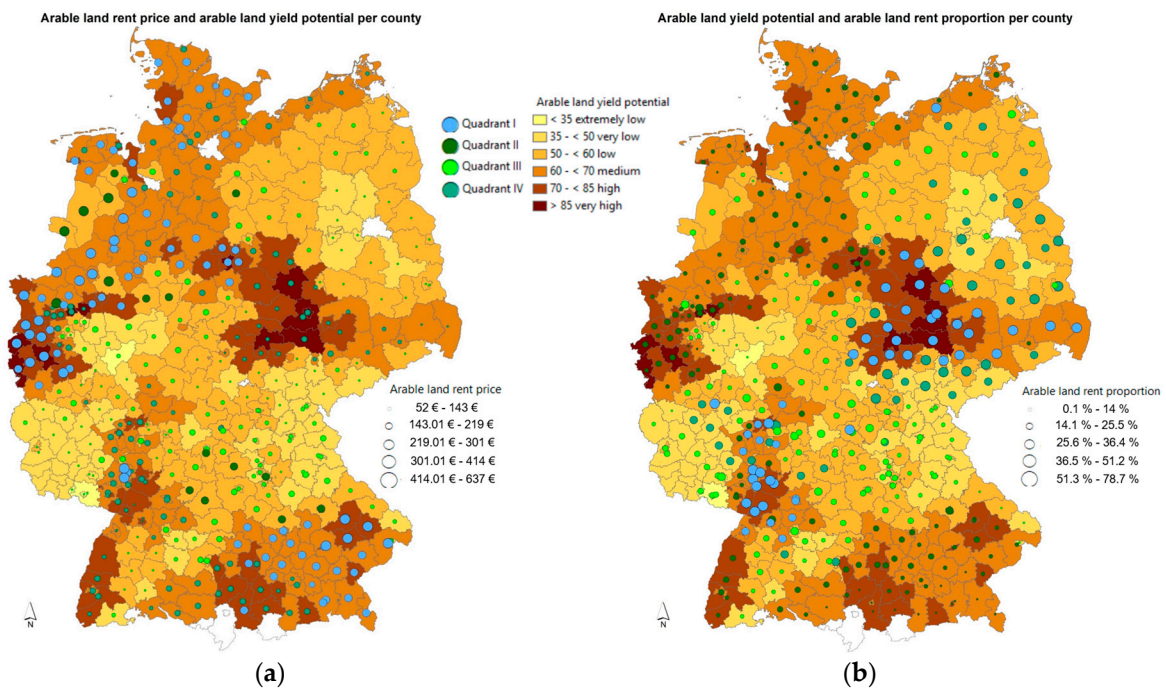 Arable land rent price and arable land yield potential per county
Arable land yield potential and arable land rent proportion per county
Quadrant I
Quadrant II
Quadrant III
Quadrant IV
Arable land yield potential
< 35 extremely low
35 - < 50 very low
50 - < 60 low
60 - < 70 medium
70 - < 85 high
> 85 very high
Arable land rent price
52 € - 143 €
143.01 € - 219 €
219.01 € - 301 €
301.01 € - 414 €
414.01 € - 637 €
Arable land rent proportion
0.1 % - 14 %
14.1 % - 25.5 %
25.6 % - 36.4 %
36.5 % - 51.2 %
51.3 % - 78.7 %
N
N
(a)
(b)